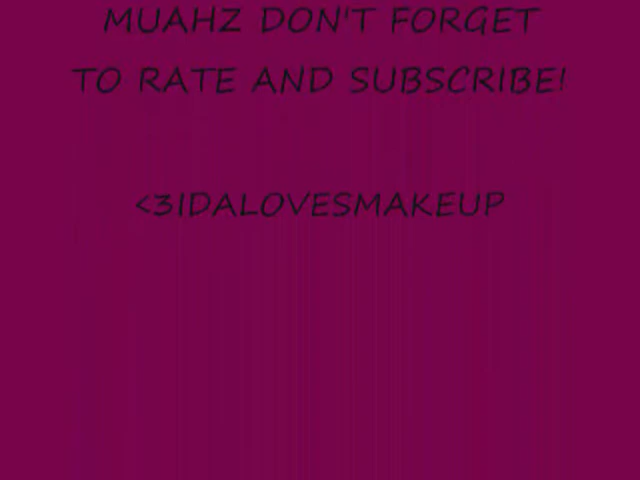 MUAHZ DON'T FORGET
TO RATE AND SUBSCRIBE!
<3IDALOVESMAKEUP